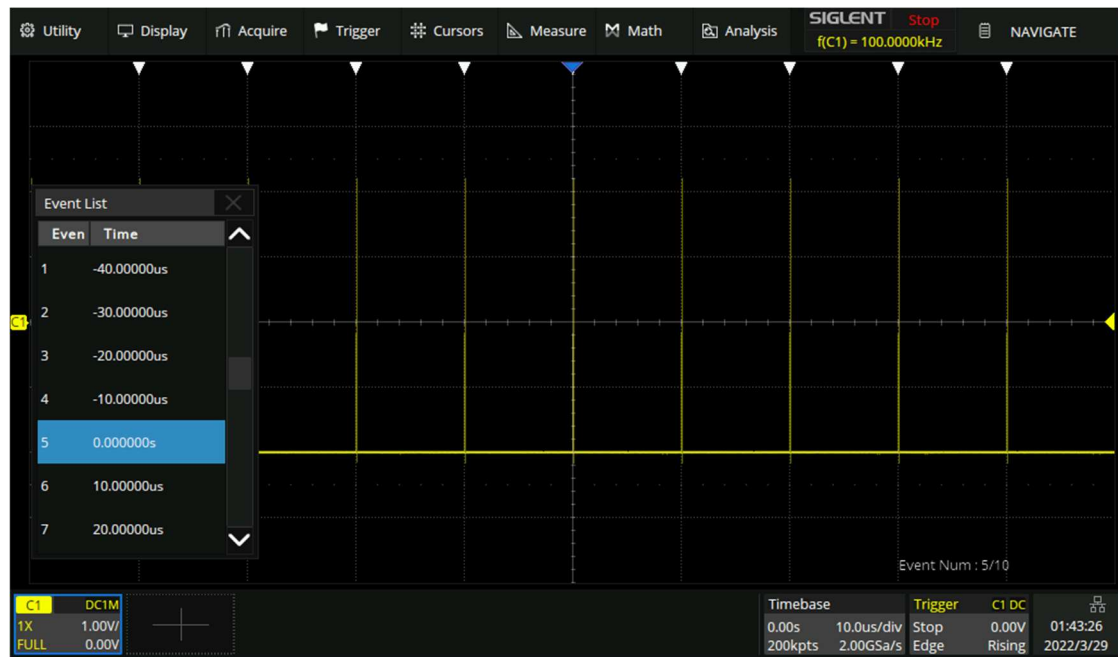 Utility Display Acquire Trigger Cursors Measure Math Analysis SIGLENT Stop NAVIGATE
f(C1) = 100.0000kHz
Event List
Even Time
1 -40.00000us
2 -30.00000us
C1
3 -20.00000us
4 -10.00000us
5 0.000000s
6 10.00000us
7 20.00000us
Event Num : 5/10
C1 DC1M
1X 1.00V/
FULL 0.00V
Timebase
0.00s 10.0us/div
200kpts 2.00GSa/s
Trigger C1 DC
Stop 0.00V
Edge Rising
01:43:26
2022/3/29